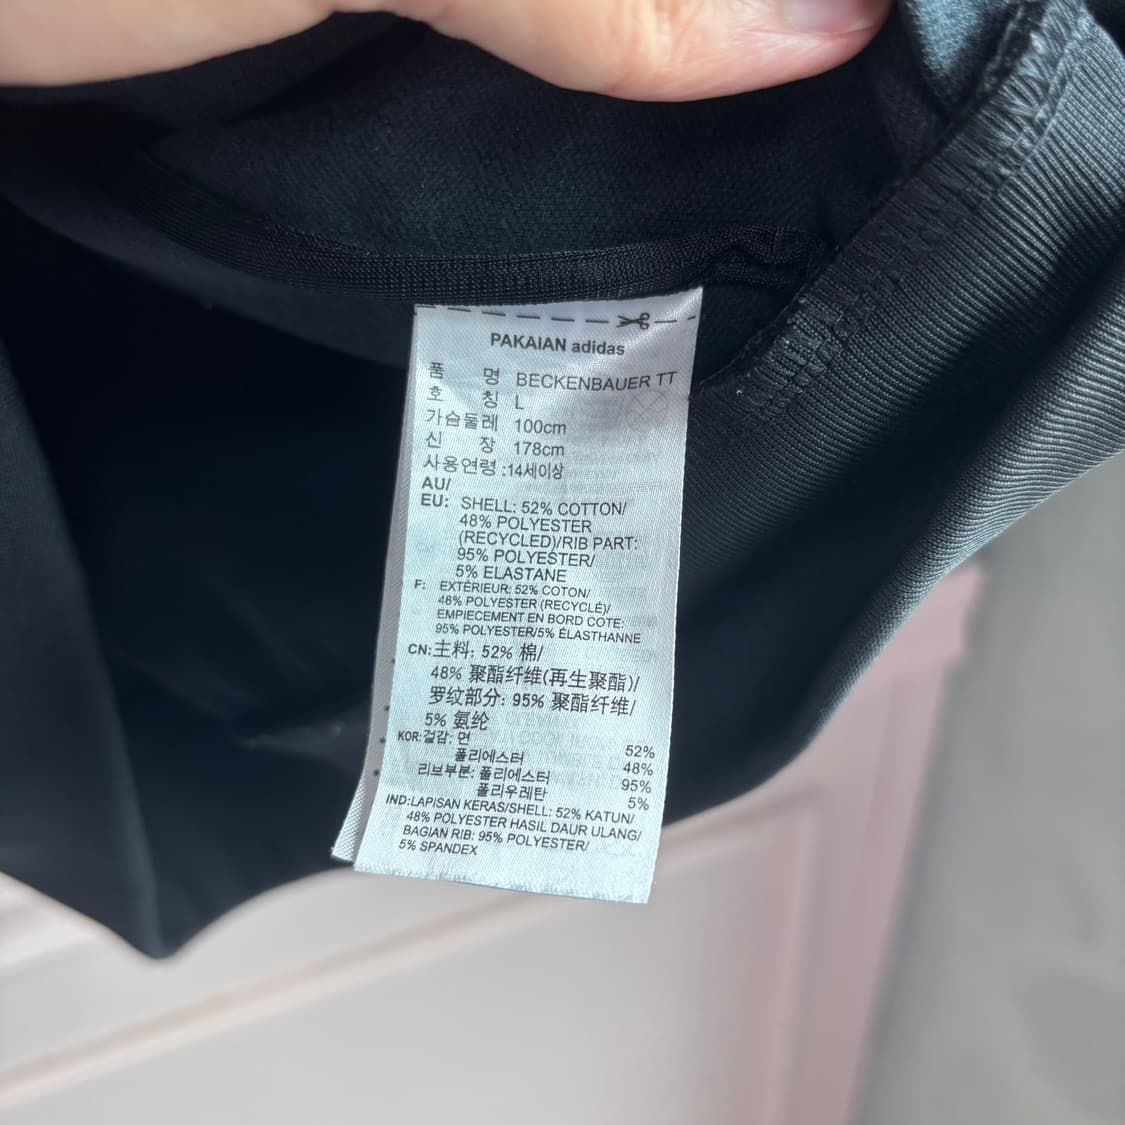 PAKAIAN adidas
품 명 BECKENBAUER TT
호 칭 L
가슴둘레 100cm
신 장 178cm
사용연령 :14세이상
AU/
EU: SHELL: 52% COTTON/
48% POLYESTER
(RECYCLED)/RIB PART:
95% POLYESTER/
5% ELASTANE
F: EXTÉRIEUR: 52% COTON/
48% POLYESTER (RECYCLÉ)/
EMPIECEMENT EN BORD COTE:
95% POLYESTER/5% ÉLASTHANNE
CN:主料: 52% 棉/
48% 聚酯纤维(再生聚酯)/
罗纹部分: 95% 聚酯纤维/
5% 氨纶
KOR:겉감: 면 52%
폴리에스터 48%
리브부분: 폴리에스터 95%
폴리우레탄 5%
IND:LAPISAN KERAS/SHELL: 52% KATUN/
48% POLYESTER HASIL DAUR ULANG/
BAGIAN RIB: 95% POLYESTER/
5% SPANDEX